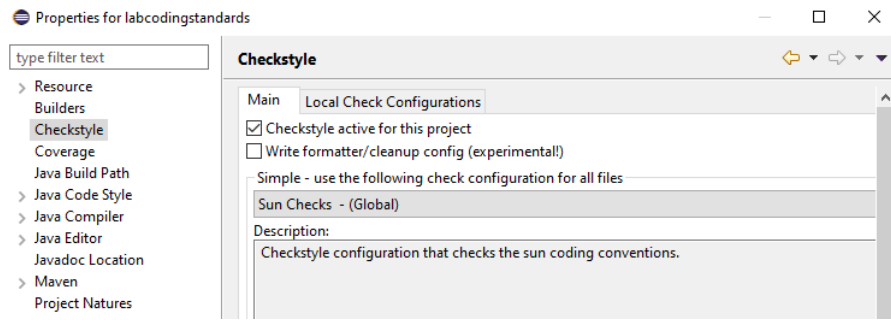 Properties for labcodingstandards
type filter text
Resource
Builders
Checkstyle
Coverage
Java Build Path
Java Code Style
Java Compiler
Java Editor
Javadoc Location
Maven
Project Natures
Checkstyle
Main
Local Check Configurations
Checkstyle active for this project
Write formatter/cleanup config (experimental!)
Simple - use the following check configuration for all files
Sun Checks - (Global)
Description:
Checkstyle configuration that checks the sun coding conventions.